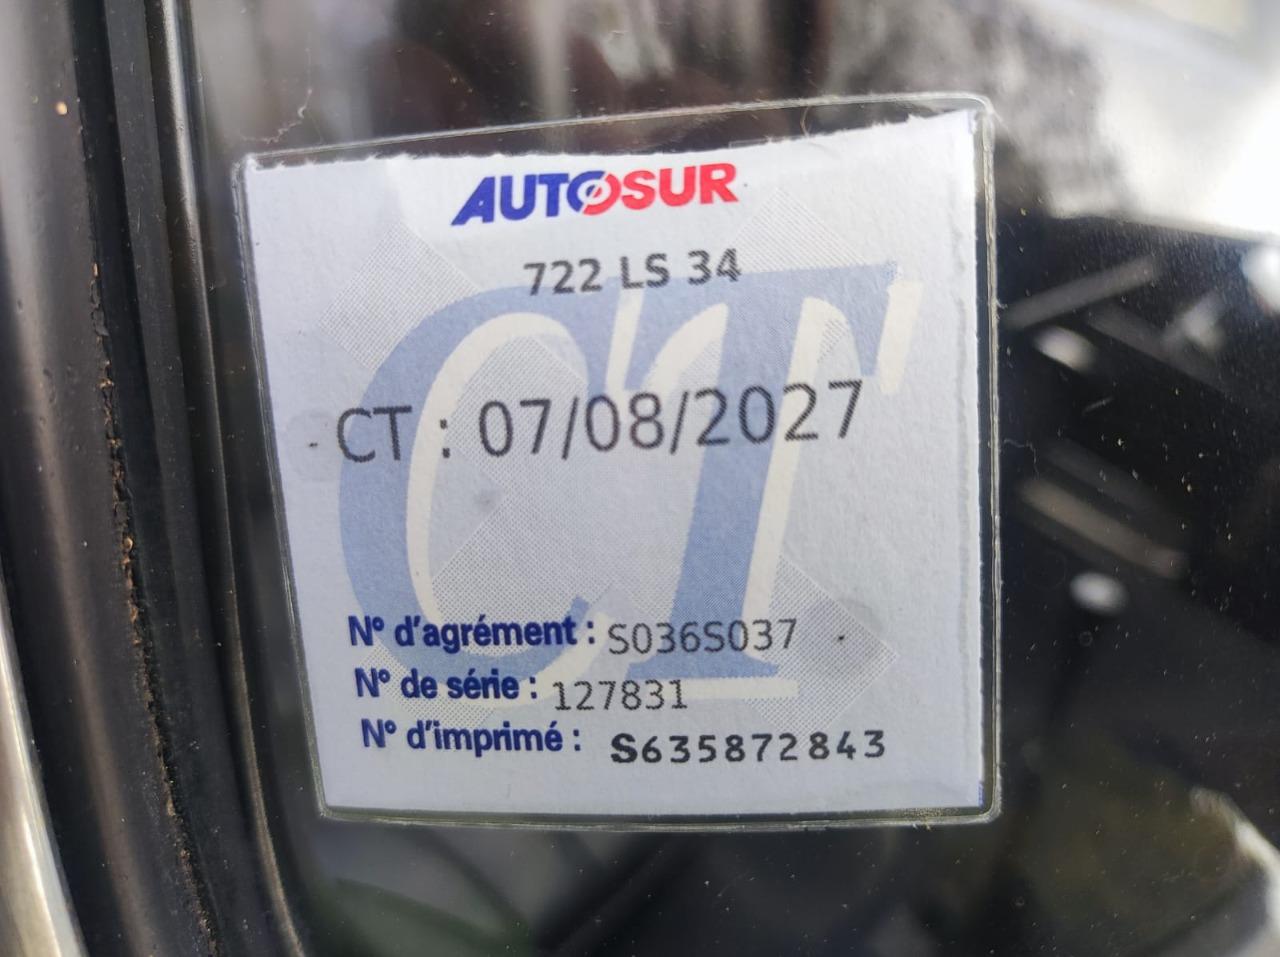 AUTOSUR
722 LS 34
CT
CT : 07/08/2027
N° d'agrément : S036S037
N° de série : 127831
N° d'imprimé : S635872843